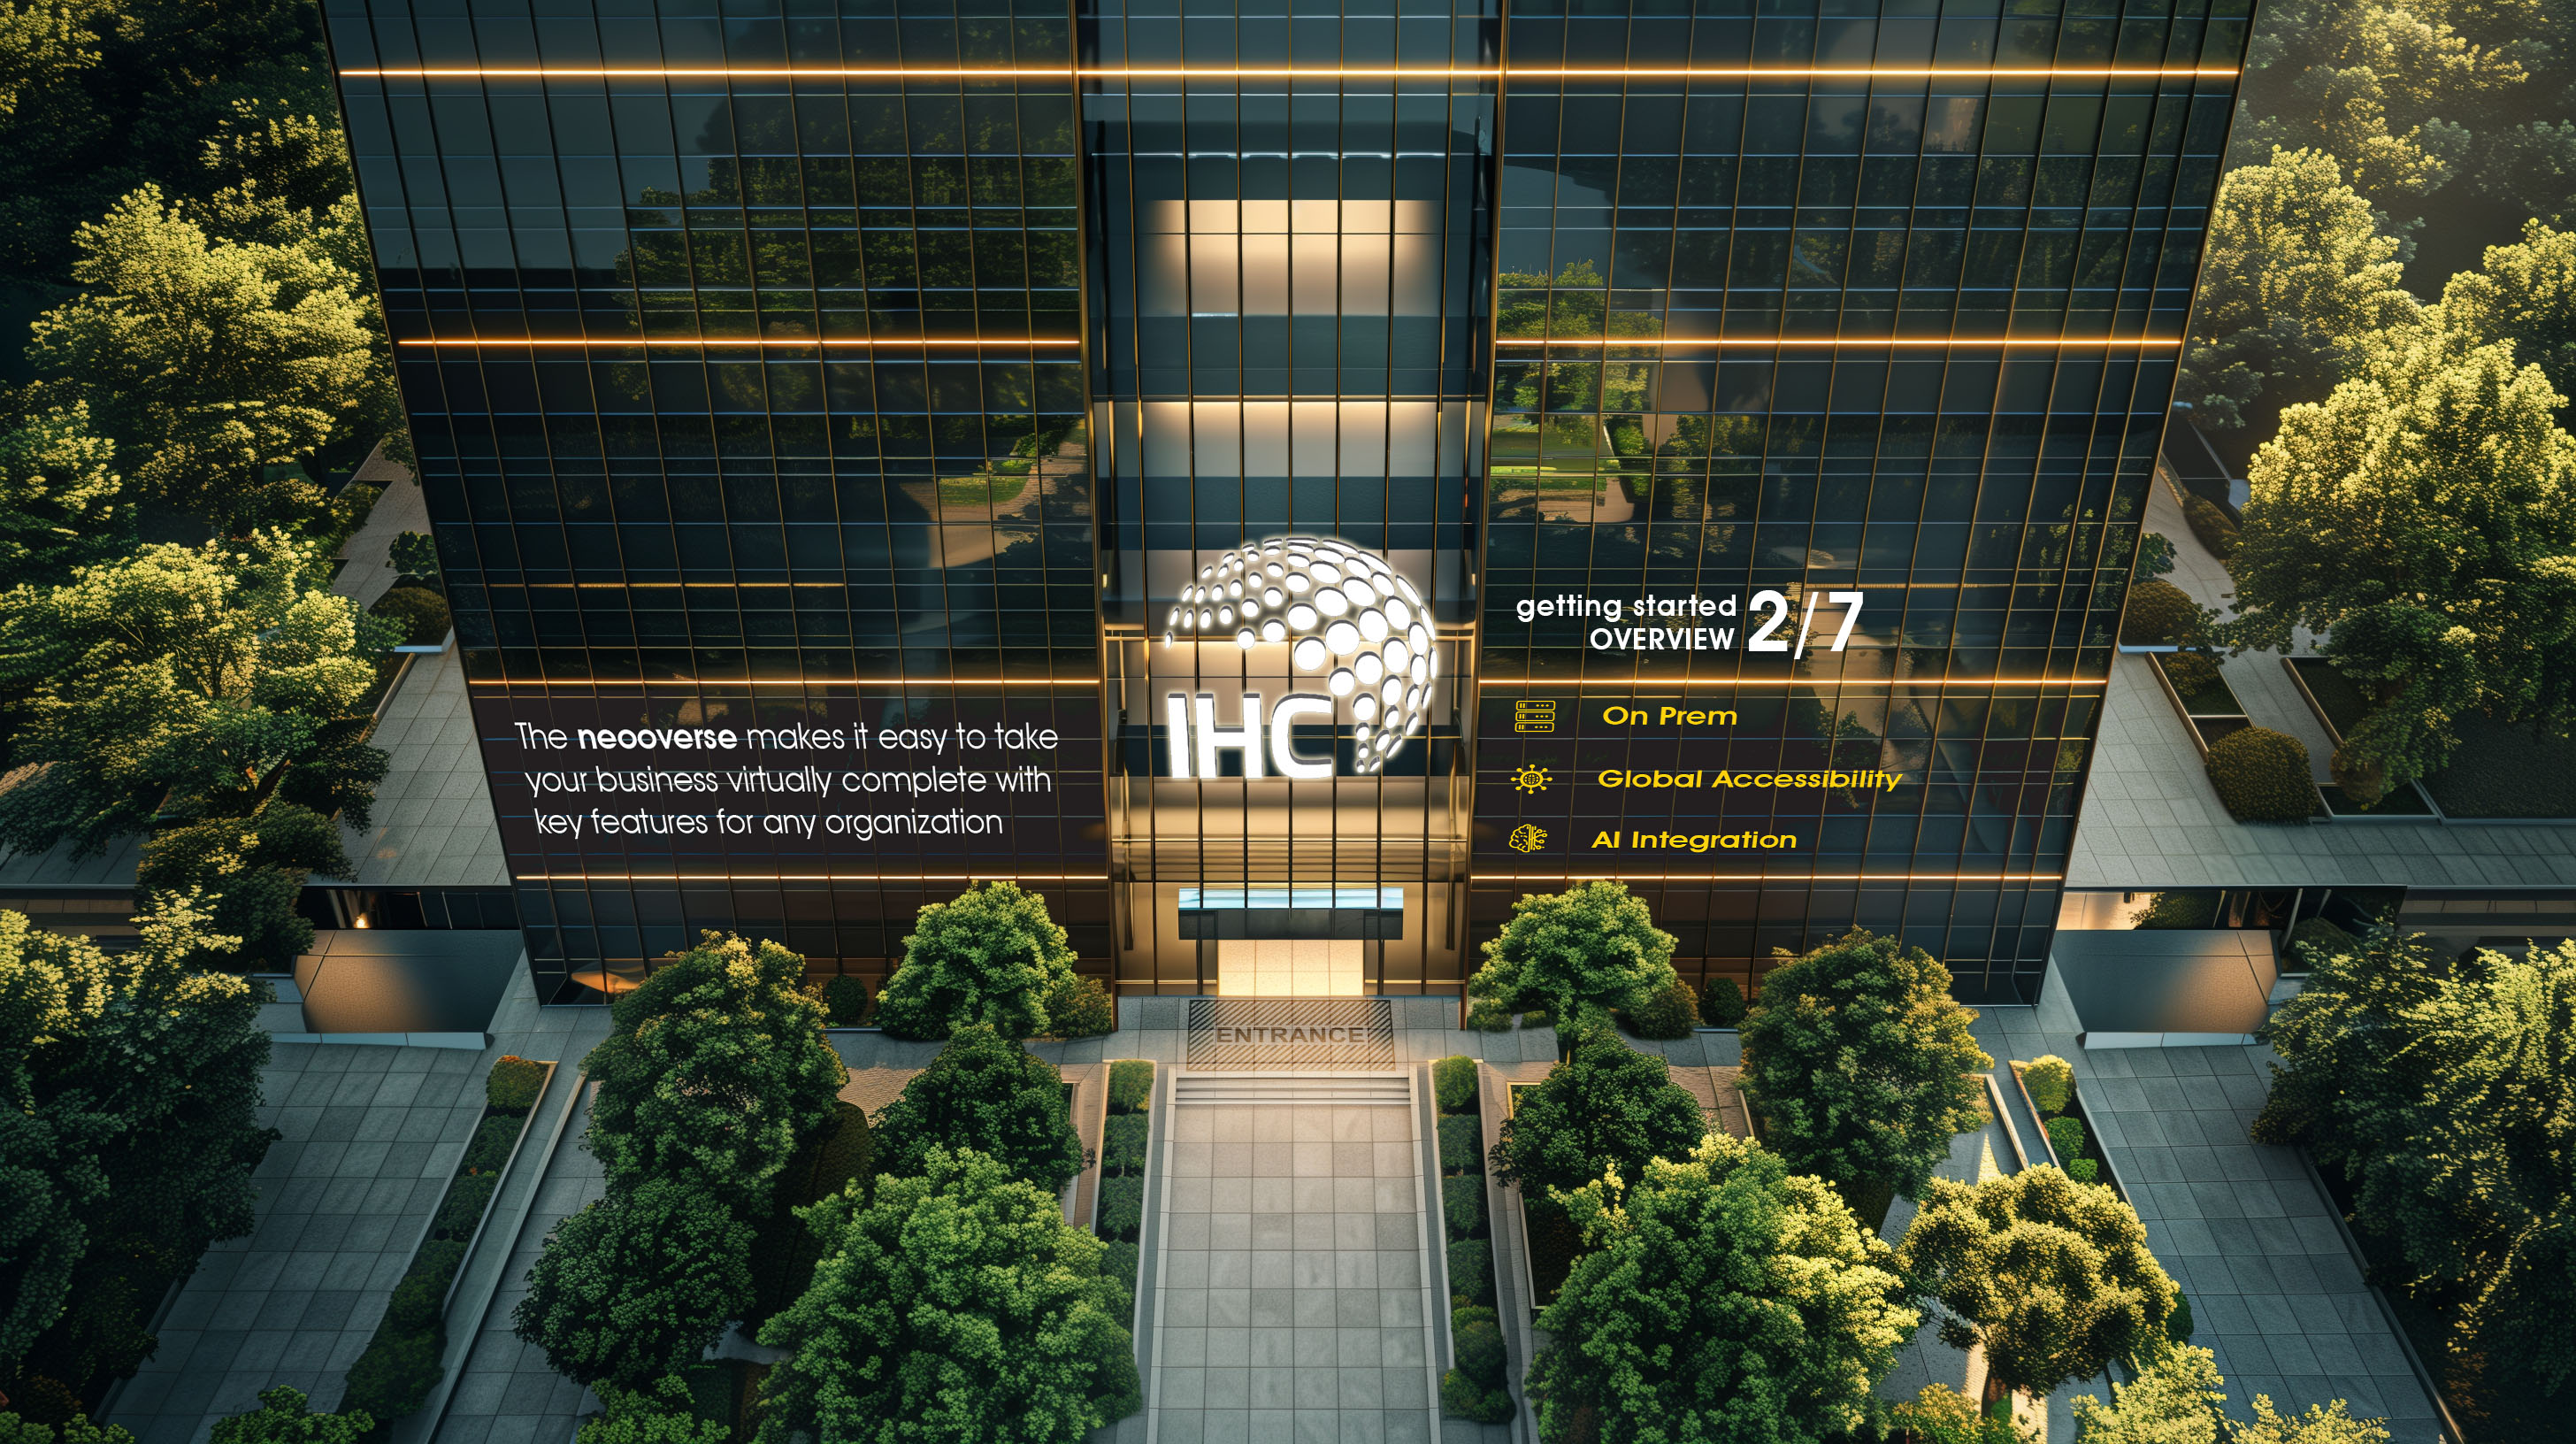 The neooverse makes it easy to take
your business virtually complete with
key features for any organization
IHC
getting started
OVERVIEW 2/7
On Prem
Global Accessibility
AI Integration
ENTRANCE